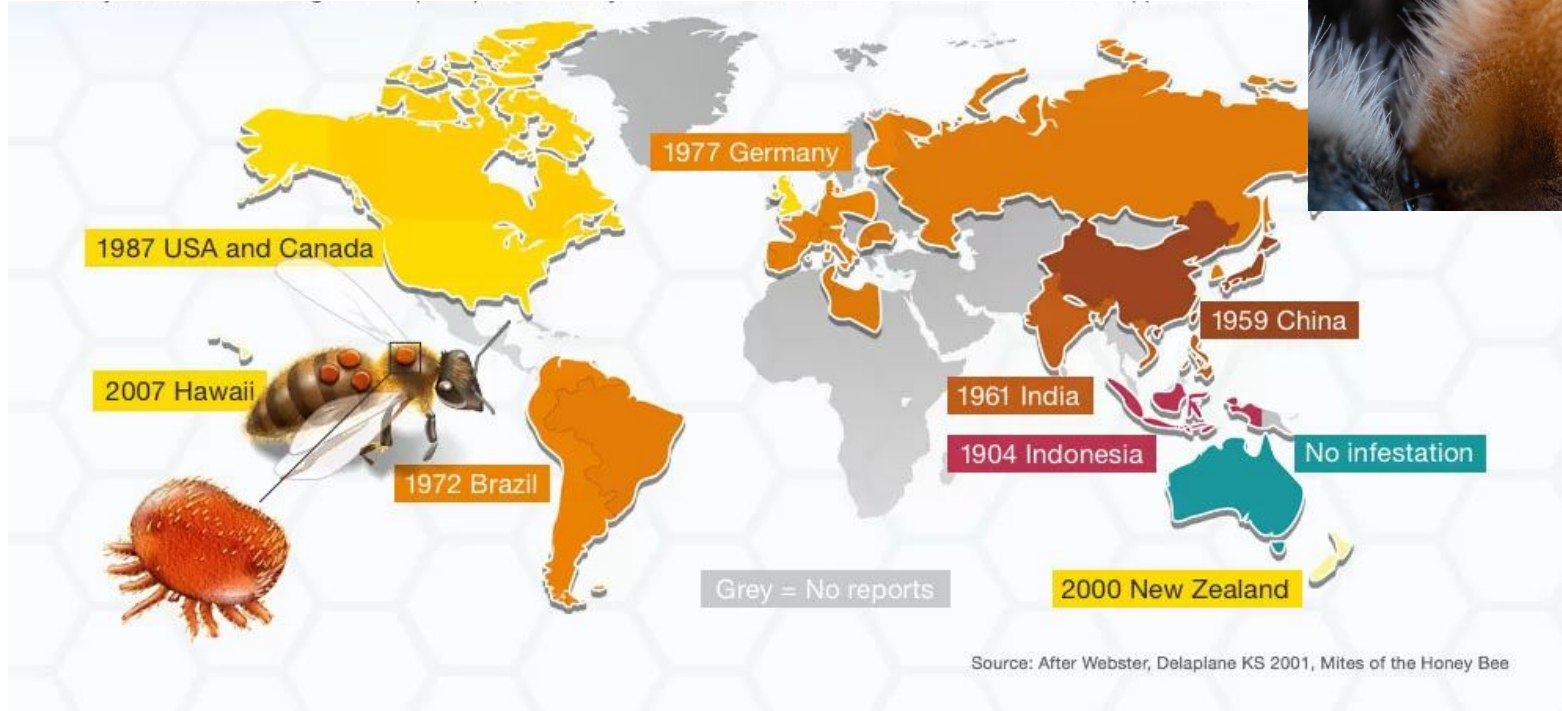 1977 Germany
1987 USA and Canada
1959 China
2007 Hawaii
1961 India
1904 Indonesia
No infestation
1972 Brazil
Grey = No reports
2000 New Zealand
Source: After Webster, Delaplane KS 2001, Mites of the Honey Bee